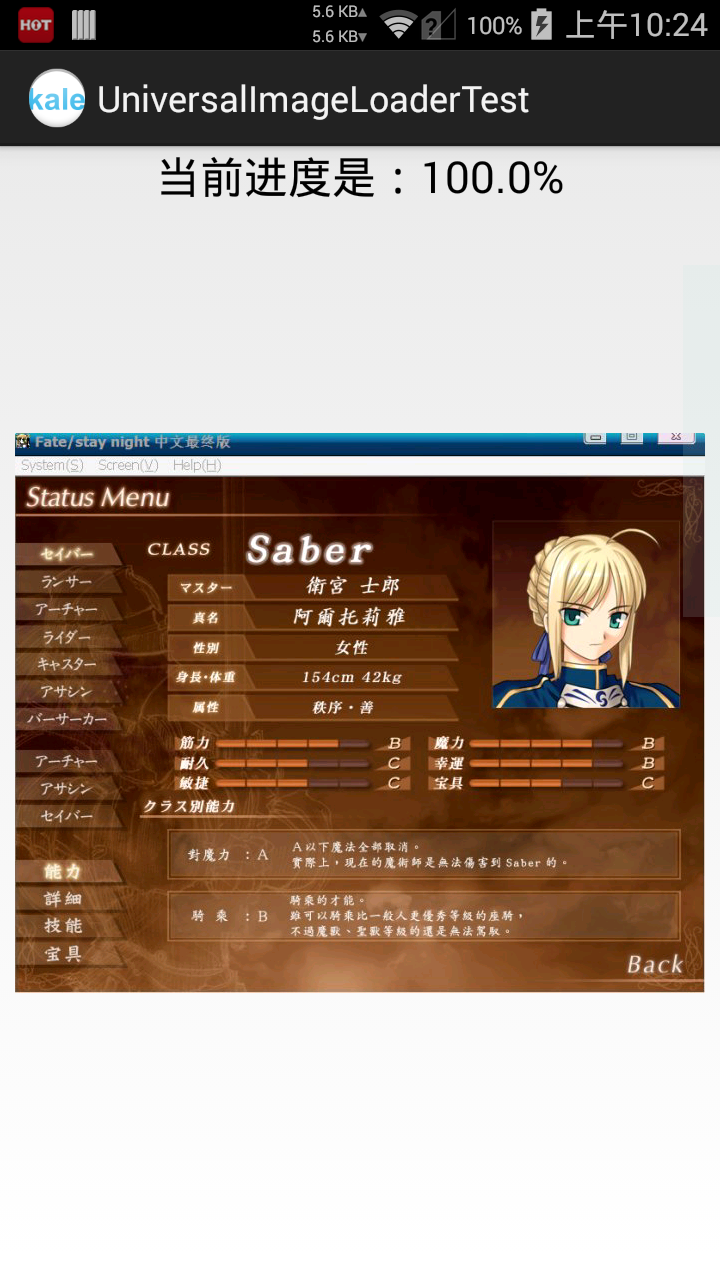 HOT
5.6 KB▲
5.6 KB▼
?
100%
上午10:24
kale
UniversalImageLoaderTest
当前进度是：100.0%
Fate/stay night 中文最终版
System(S) Screen(V) Help(H)
Status Menu
CLASS Saber
セイバー
ランサー
アーチャー
ライダー
キャスター
アサシン
バーサーカー
アーチャー
アサシン
セイバー
能力
詳細
技能
宝具
マスター 衛宮 士郎
真名 阿爾托莉雅
性別 女性
身長・体重 154cm 42kg
属性 秩序・善
筋力 B 魔力 B
耐久 C 幸運 B
敏捷 C 宝具 C
クラス別能力
對魔力 ：A
A以下魔法全部取消。
實際上，現在的魔術師是無法傷害到Saber的。
騎 乘 ：B
騎乘的才能。
雖可以騎乘比一般人更優秀等級的座騎，
不過魔獸、聖獸等級的還是無法駕馭。
Back